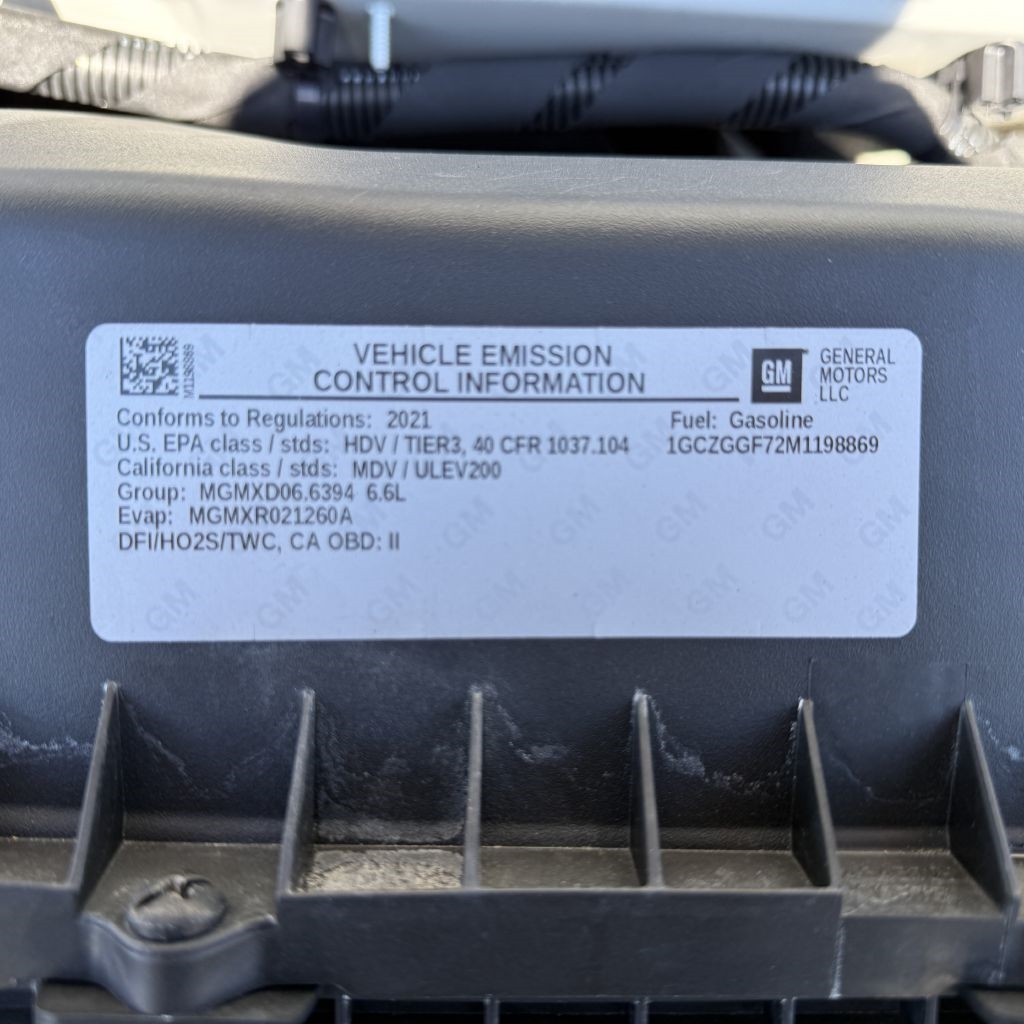 M1198869
VEHICLE EMISSION
CONTROL INFORMATION
GM
GENERAL
MOTORS
LLC
Conforms to Regulations: 2021
Fuel: Gasoline
U.S. EPA class / stds: HDV / TIER3, 40 CFR 1037.104
1GCZGGF72M1198869
California class / stds: MDV / ULEV200
Group: MGMXD06.6394 6.6L
Evap: MGMXR021260A
DFI/HO2S/TWC, CA OBD: II